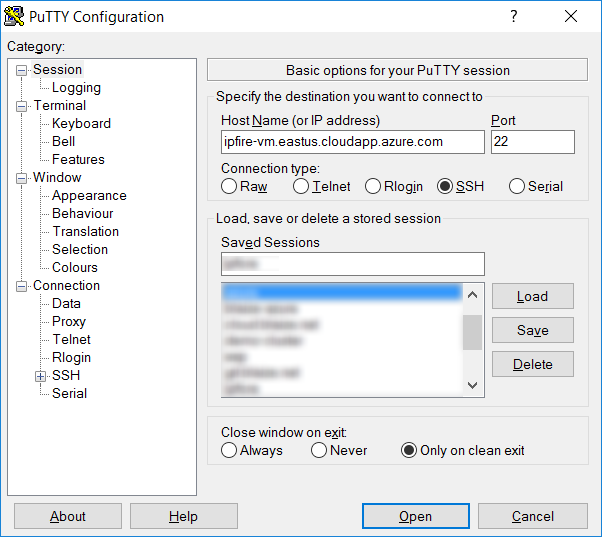 PuTTY Configuration
Category:
Session
Logging
Terminal
Keyboard
Bell
Features
Window
Appearance
Behaviour
Translation
Selection
Colours
Connection
Data
Proxy
Telnet
Rlogin
SSH
Serial
Basic options for your PuTTY session
Specify the destination you want to connect to
Host Name (or IP address) Port
ipfire-vm.eastus.cloudapp.azure.com 22
Connection type:
Raw Telnet Rlogin SSH Serial
Load, save or delete a stored session
Saved Sessions
Load
Save
Delete
Close window on exit:
Always Never Only on clean exit
About Help Open Cancel